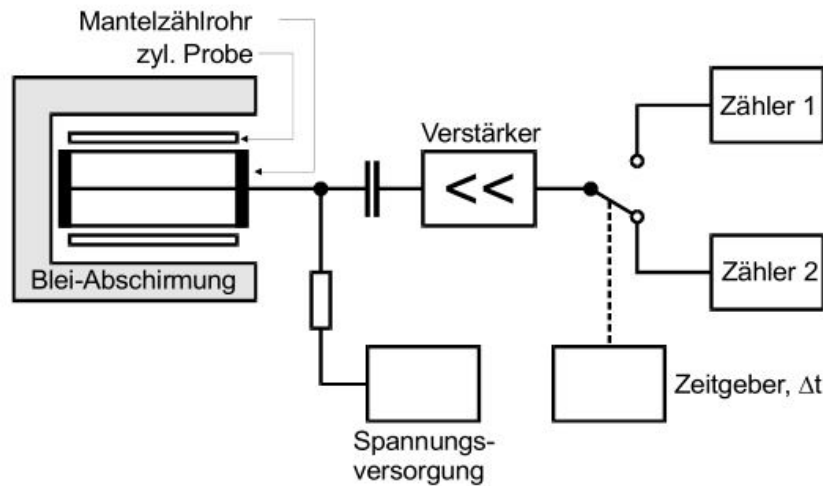 Mantelzählrohr
zyl. Probe
Verstärker
<<
Zähler 1
Zähler 2
Blei-Abschirmung
Zeitgeber, Δt
Spannungs-
versorgung